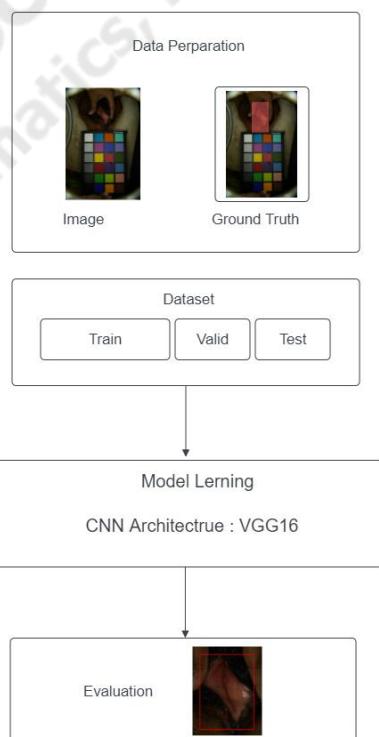 Data Perparation
Image
Ground Truth
Dataset
Train
Valid
Test
Model Lerning
CNN Architectrue : VGG16
Evaluation